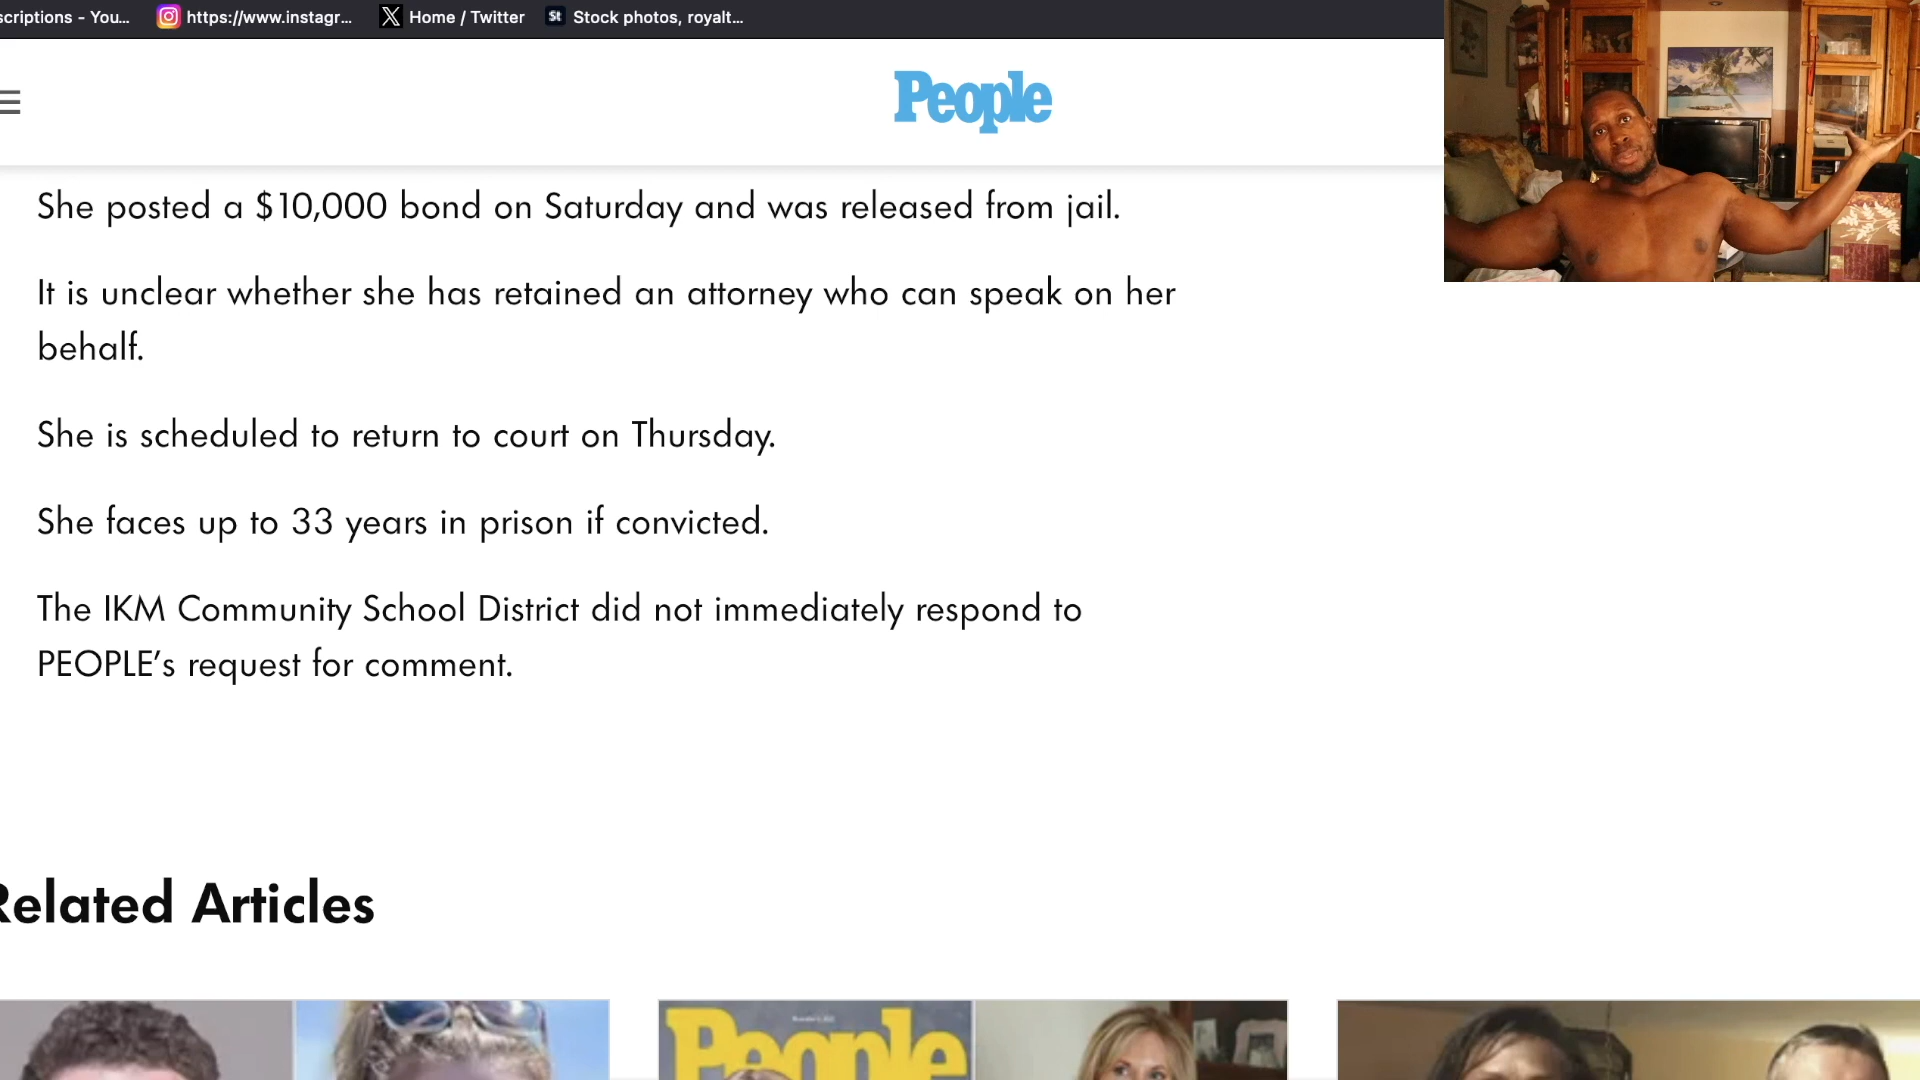 scriptions - You...
https://www.instagr...
Home / Twitter
St
Stock photos, royalt...
People
She posted a $10,000 bond on Saturday and was released from jail.
It is unclear whether she has retained an attorney who can speak on her
behalf.
She is scheduled to return to court on Thursday.
She faces up to 33 years in prison if convicted.
The IKM Community School District did not immediately respond to
PEOPLE’s request for comment.
Related Articles
People